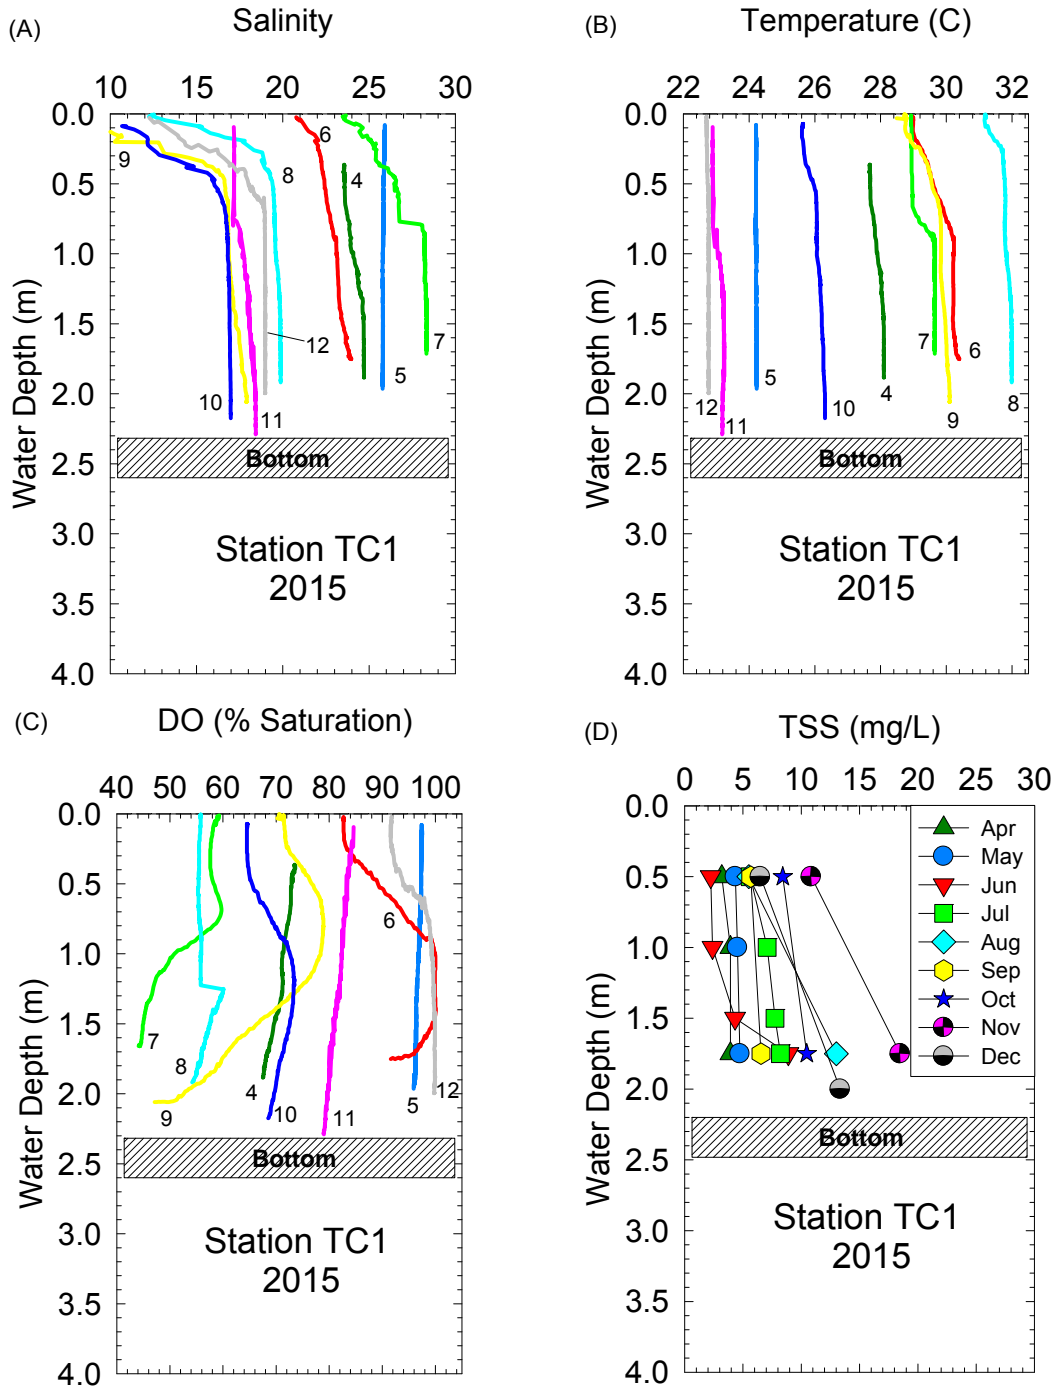 (A) Salinity
10 15 20 25 30
0.0
0.5
1.0
1.5
2.0
2.5
3.0
3.5
4.0
Water Depth (m)
9
6
8
4
12
7
5
10
11
Bottom
Station TC1
2015
(B) Temperature (C)
22 24 26 28 30 32
0.0
0.5
1.0
1.5
2.0
2.5
3.0
3.5
4.0
Water Depth (m)
5
7
6
12
11
10
4
9
8
Bottom
Station TC1
2015
(C) DO (% Saturation)
40 50 60 70 80 90 100
0.0
0.5
1.0
1.5
2.0
2.5
3.0
3.5
4.0
Water Depth (m)
6
7
8
9
4
10
11
5
12
Bottom
Station TC1
2015
(D) TSS (mg/L)
0 5 10 15 20 25 30
0.0
0.5
1.0
1.5
2.0
2.5
3.0
3.5
4.0
Water Depth (m)
Apr
May
Jun
Jul
Aug
Sep
Oct
Nov
Dec
Bottom
Station TC1
2015